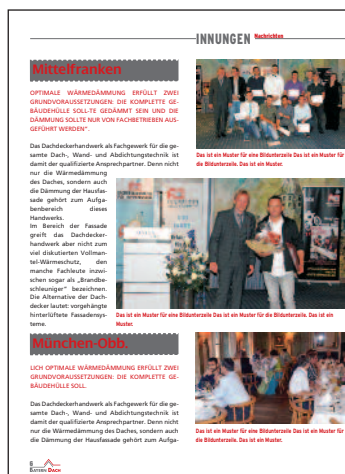 INNUNGEN Nachrichten
Mittelfranken
OPTIMALE WÄRMEDÄMMUNG ERFÜLLT ZWEI
GRUNDVORAUSSETZUNGEN: DIE KOMPLETTE GE-
BÄUDEHÜLLE SOLL-TE GEDÄMMT SEIN UND DIE
DÄMMUNG SOLLTE NUR VON FACHBETRIEBEN AUS-
GEFÜHRT WERDEN“.
Das Dachdeckerhandwerk als Fachgewerk für die ge-
samte Dach-, Wand- und Abdichtungstechnik ist
damit der qualifizierte Ansprechpartner. Denn nicht
nur die Wärmedämmung
des Daches, sondern auch
die Dämmung der Hausfas-
sade gehört zum Aufga-
benbereich dieses
Handwerks.
Im Bereich der Fassade
greift das Dachdecker-
handwerk aber nicht zum
viel diskutierten Vollman-
tel-Wärmeschutz, den
manche Fachleute inzwi-
schen sogar als „Brandbe-
schleuniger“ bezeichnen.
Die Alternative der Dach-
decker lautet: vorgehängte
hinterlüftete Fassadensys-
teme.
Das ist ein Muster für eine Bildunterzeile Das ist ein Muster für
die Bildunterzeile. Das ist ein Muster.
Das ist ein Muster für eine Bildunterzeile Das ist ein Muster für die Bildunterzeile. Das ist ein
Muster.
München-Obb.
LICH OPTIMALE WÄRMEDÄMMUNG ERFÜLLT ZWEI
GRUNDVORAUSSETZUNGEN: DIE KOMPLETTE GE-
BÄUDEHÜLLE SOLL.
Das Dachdeckerhandwerk als Fachgewerk für die ge-
samte Dach-, Wand- und Abdichtungstechnik ist
damit der qualifizierte Ansprechpartner. Denn nicht
nur die Wärmedämmung des Daches, sondern auch
die Dämmung der Hausfassade gehört zum Aufga-
Das ist ein Muster für eine Bildunterzeile Das ist ein Muster für
die Bildunterzeile. Das ist ein Muster.
6
BAYERN DACH